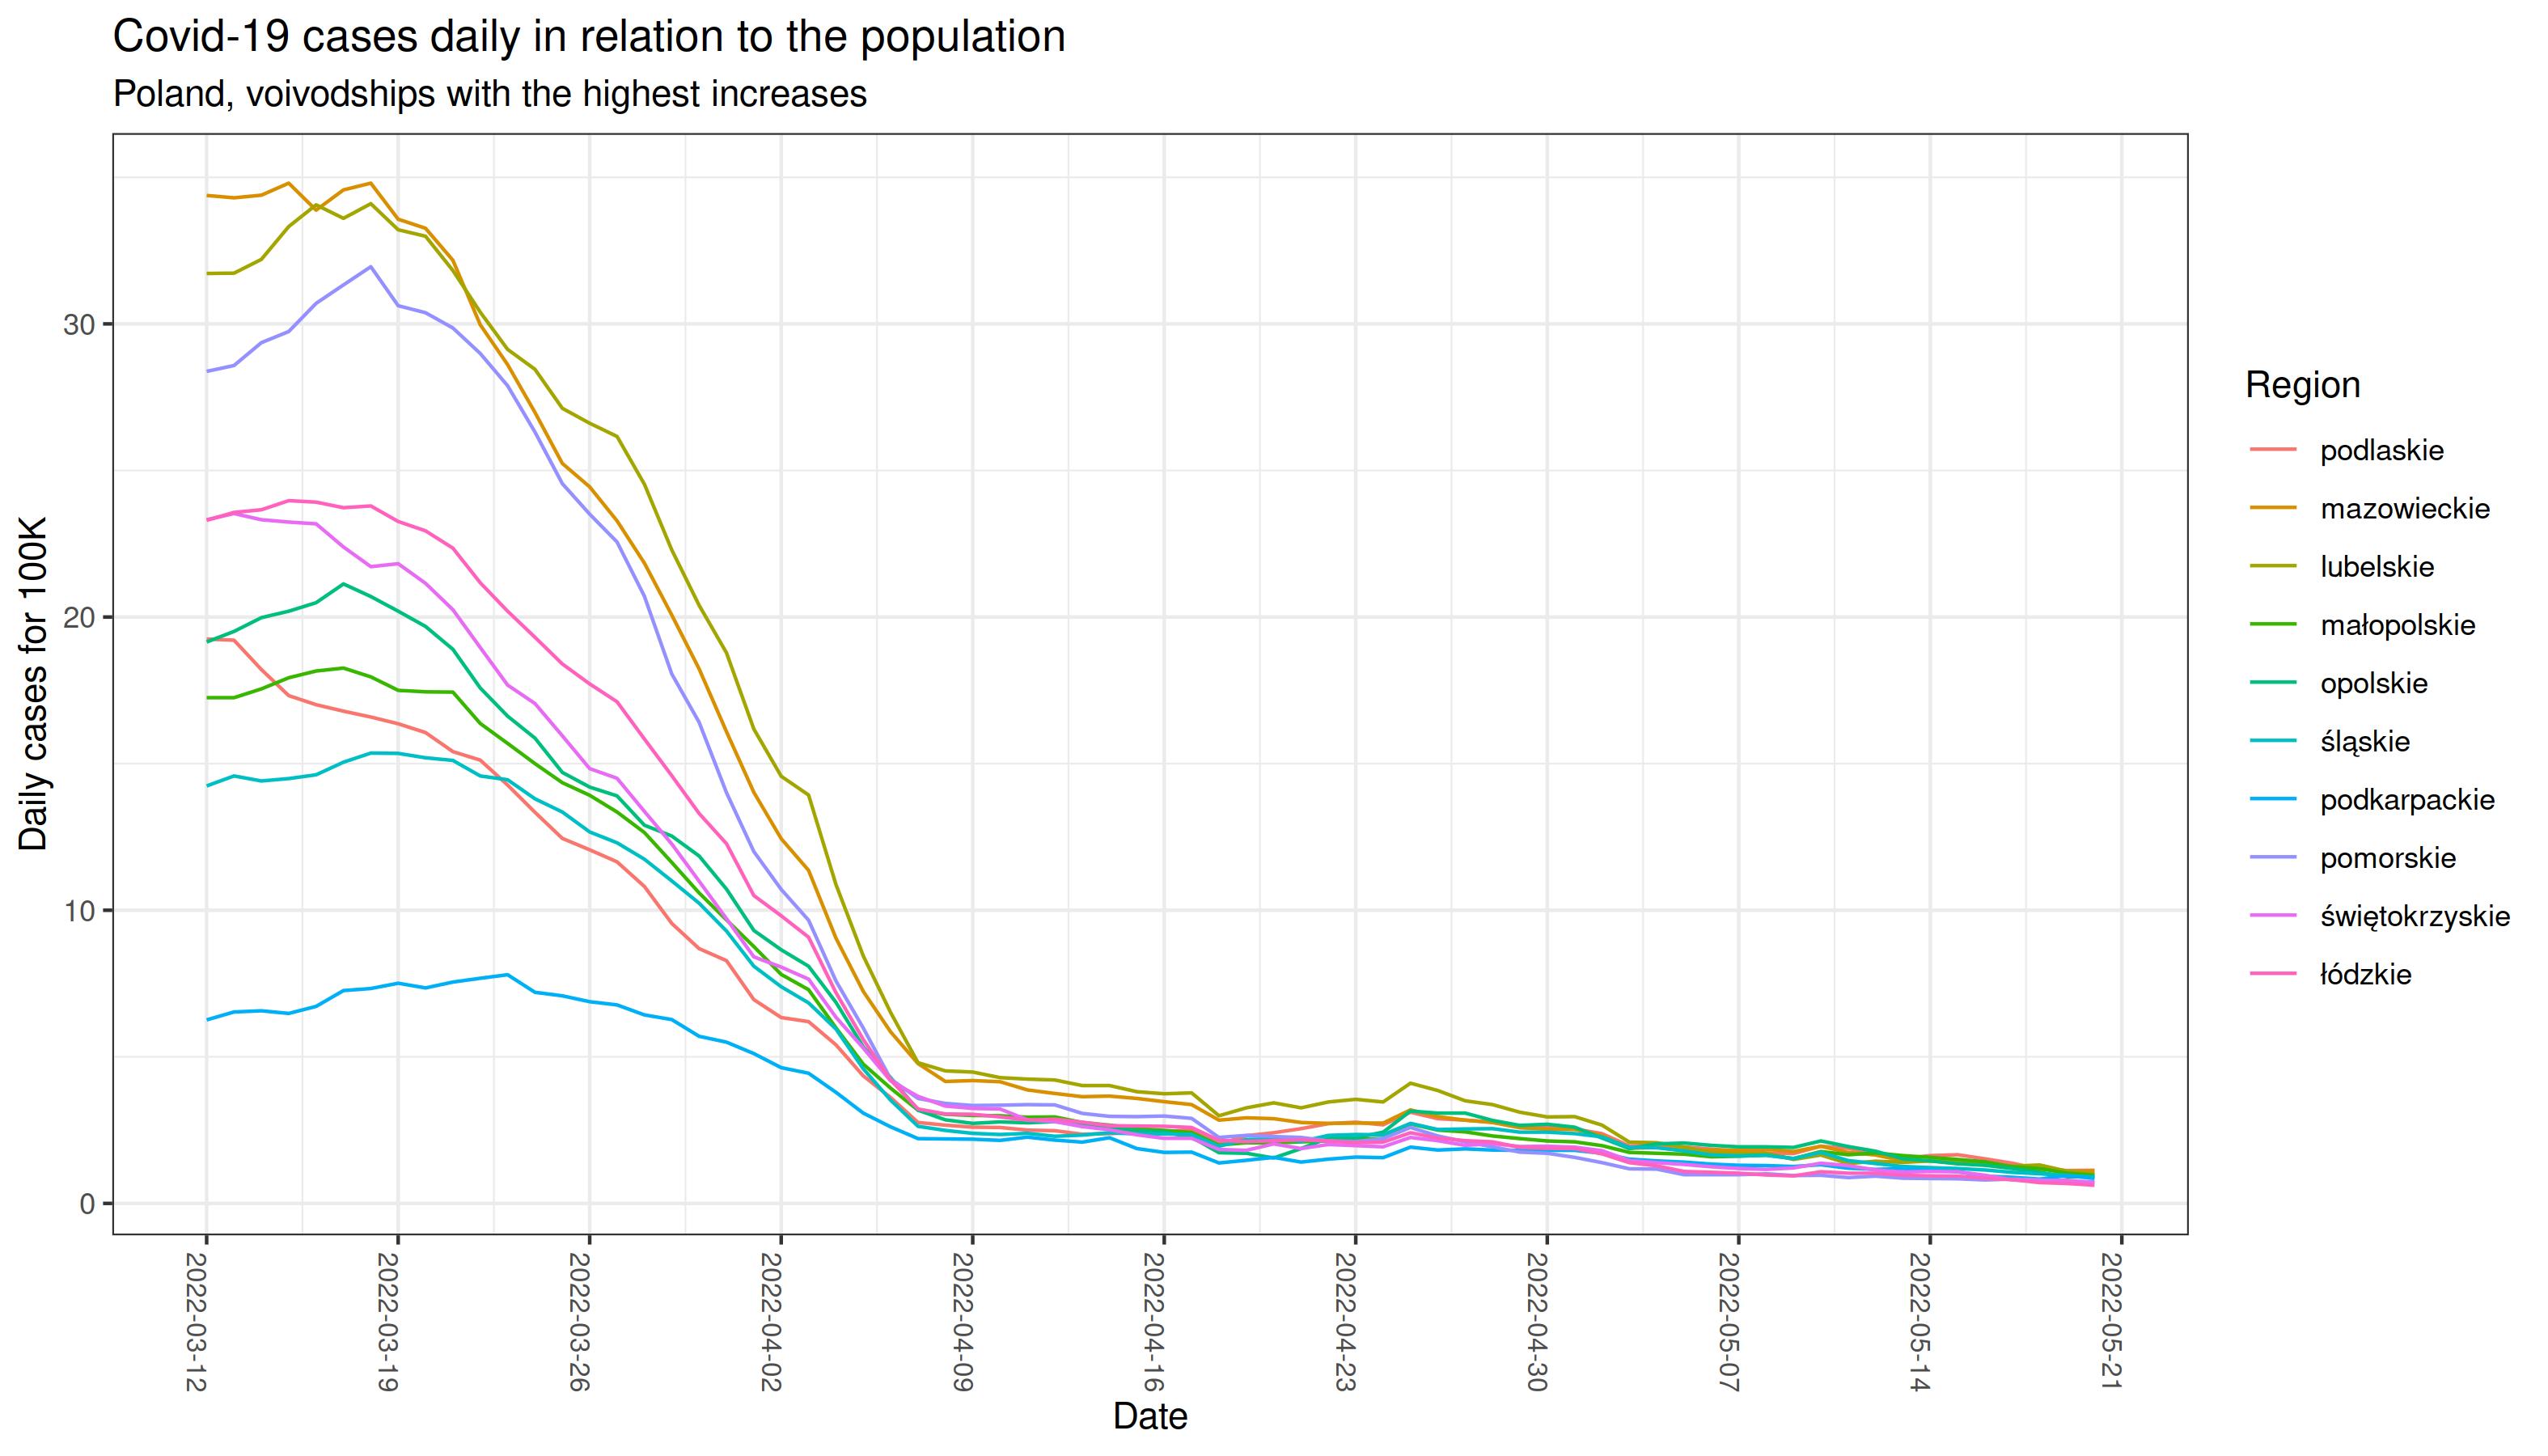 Covid-19 cases daily in relation to the population
Poland, voivodships with the highest increases
Daily cases for 100K
30
20
10
0
2022-03-12
2022-03-19
2022-03-26
2022-04-02
2022-04-09
2022-04-16
2022-04-23
2022-04-30
2022-05-07
2022-05-14
2022-05-21
Date
Region
podlaskie
mazowieckie
lubelskie
małopolskie
opolskie
śląskie
podkarpackie
pomorskie
świętokrzyskie
łódzkie